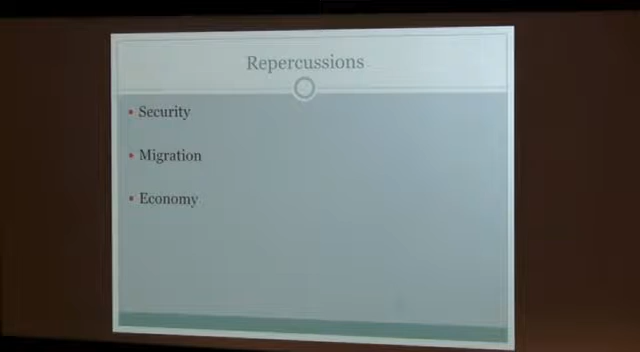 Repercussions
• Security
• Migration
• Economy